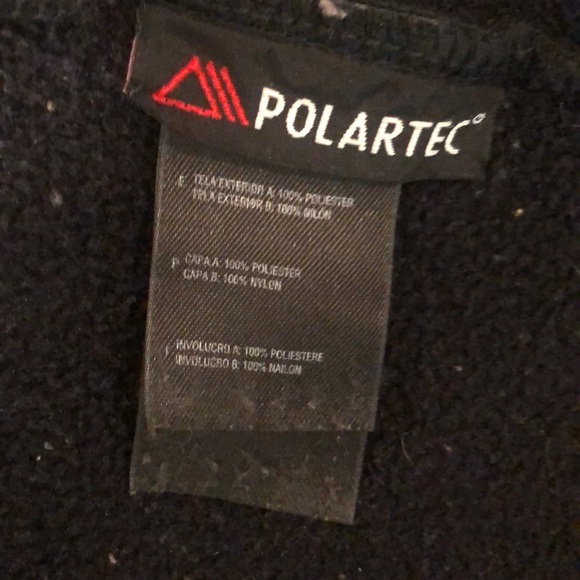 POLARTEC®
E TELA EXTERIOR A: 100% POLIESTER
TELA EXTERIOR B: 100% NILON
P CAPA A: 100% POLIESTER
CAPA B: 100% NYLON
I INVOLUCRO A: 100% POLIESTERE
INVOLUCRO B: 100% NAILON